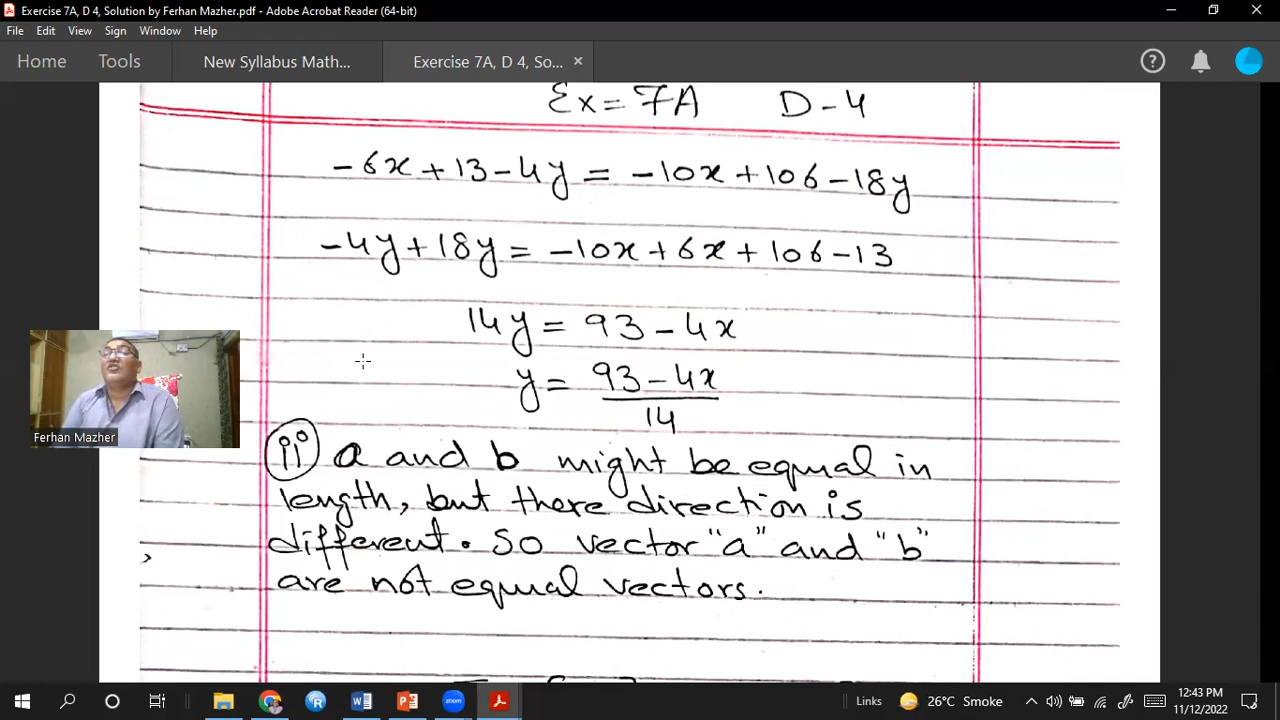 Exercise 7A, D 4, Solution by Ferhan Mazher.pdf - Adobe Acrobat Reader (64-bit)
File Edit View Sign Window Help
Home Tools New Syllabus Math... Exercise 7A, D 4, So... ×
Ex = 7A D-4
-6x + 13 - 4y = -10x + 106 - 18y
-4y + 18y = -10x + 6x + 106 - 13
14y = 93 - 4x
y = 93 - 4x
14
ii a and b might be equal in
length, but there direction is
different. So vector "a" and "b"
are not equal vectors.
Ferhan Mazher
Links 26°C Smoke 12:43 PM
11/12/2022